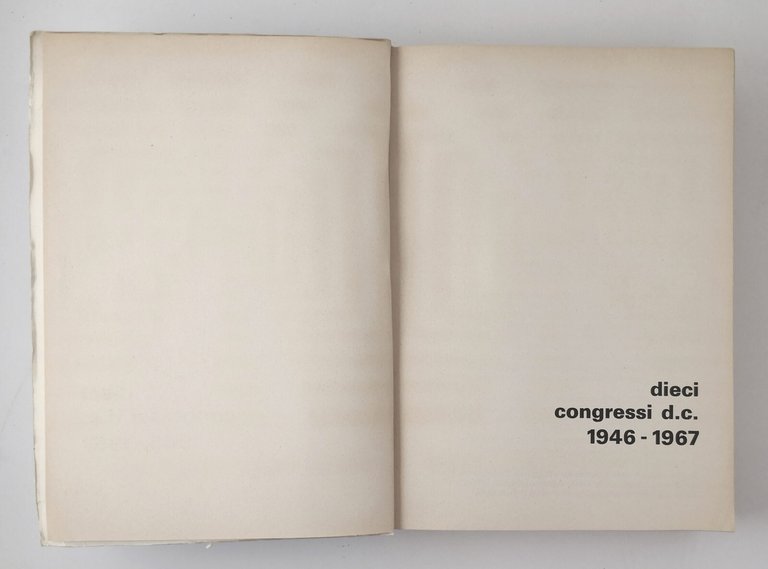 dieci
congressi d.c.
1946 - 1967